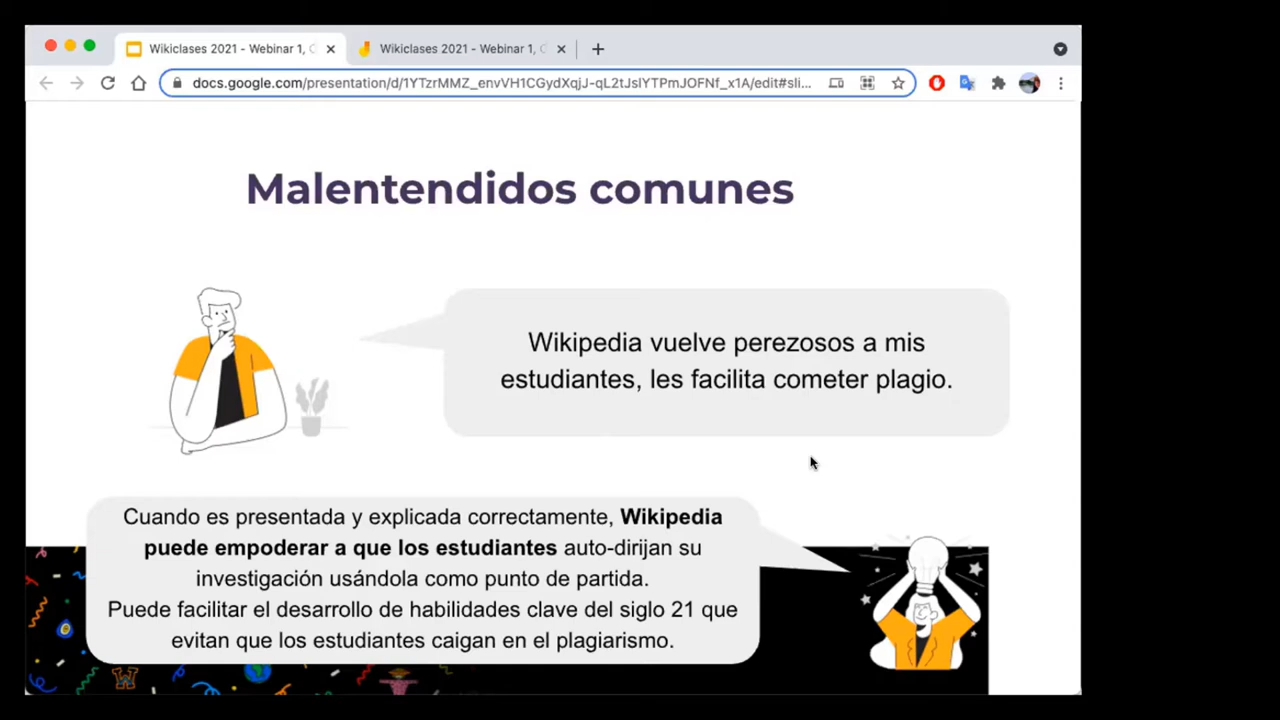 Wikiclases 2021 - Webinar 1, C
Wikiclases 2021 - Webinar 1, C
docs.google.com/presentation/d/1YTzrMMZ_envVH1CGydXqjJ-qL2tJsIYTPmJOFNf_x1A/edit#sli...
Malentendidos comunes
Wikipedia vuelve perezosos a mis
estudiantes, les facilita cometer plagio.
Cuando es presentada y explicada correctamente, Wikipedia
puede empoderar a que los estudiantes auto-dirijan su
investigación usándola como punto de partida.
Puede facilitar el desarrollo de habilidades clave del siglo 21 que
evitan que los estudiantes caigan en el plagiarismo.